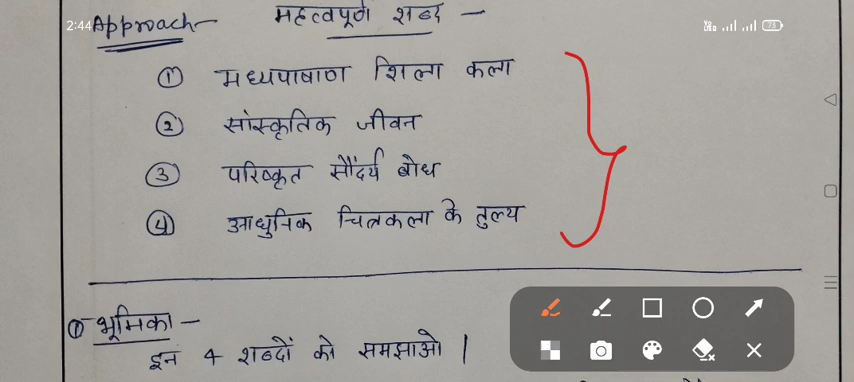 2:44
73
Approach-
महत्वपूर्ण शब्द -
① मध्यपाषाण शिला कला
② सांस्कृतिक जीवन
③ परिष्कृत सौंदर्य बोध
④ आधुनिक चित्रकला के तुल्य
① भूमिका -
इन 4 शब्दों को समझाओ |